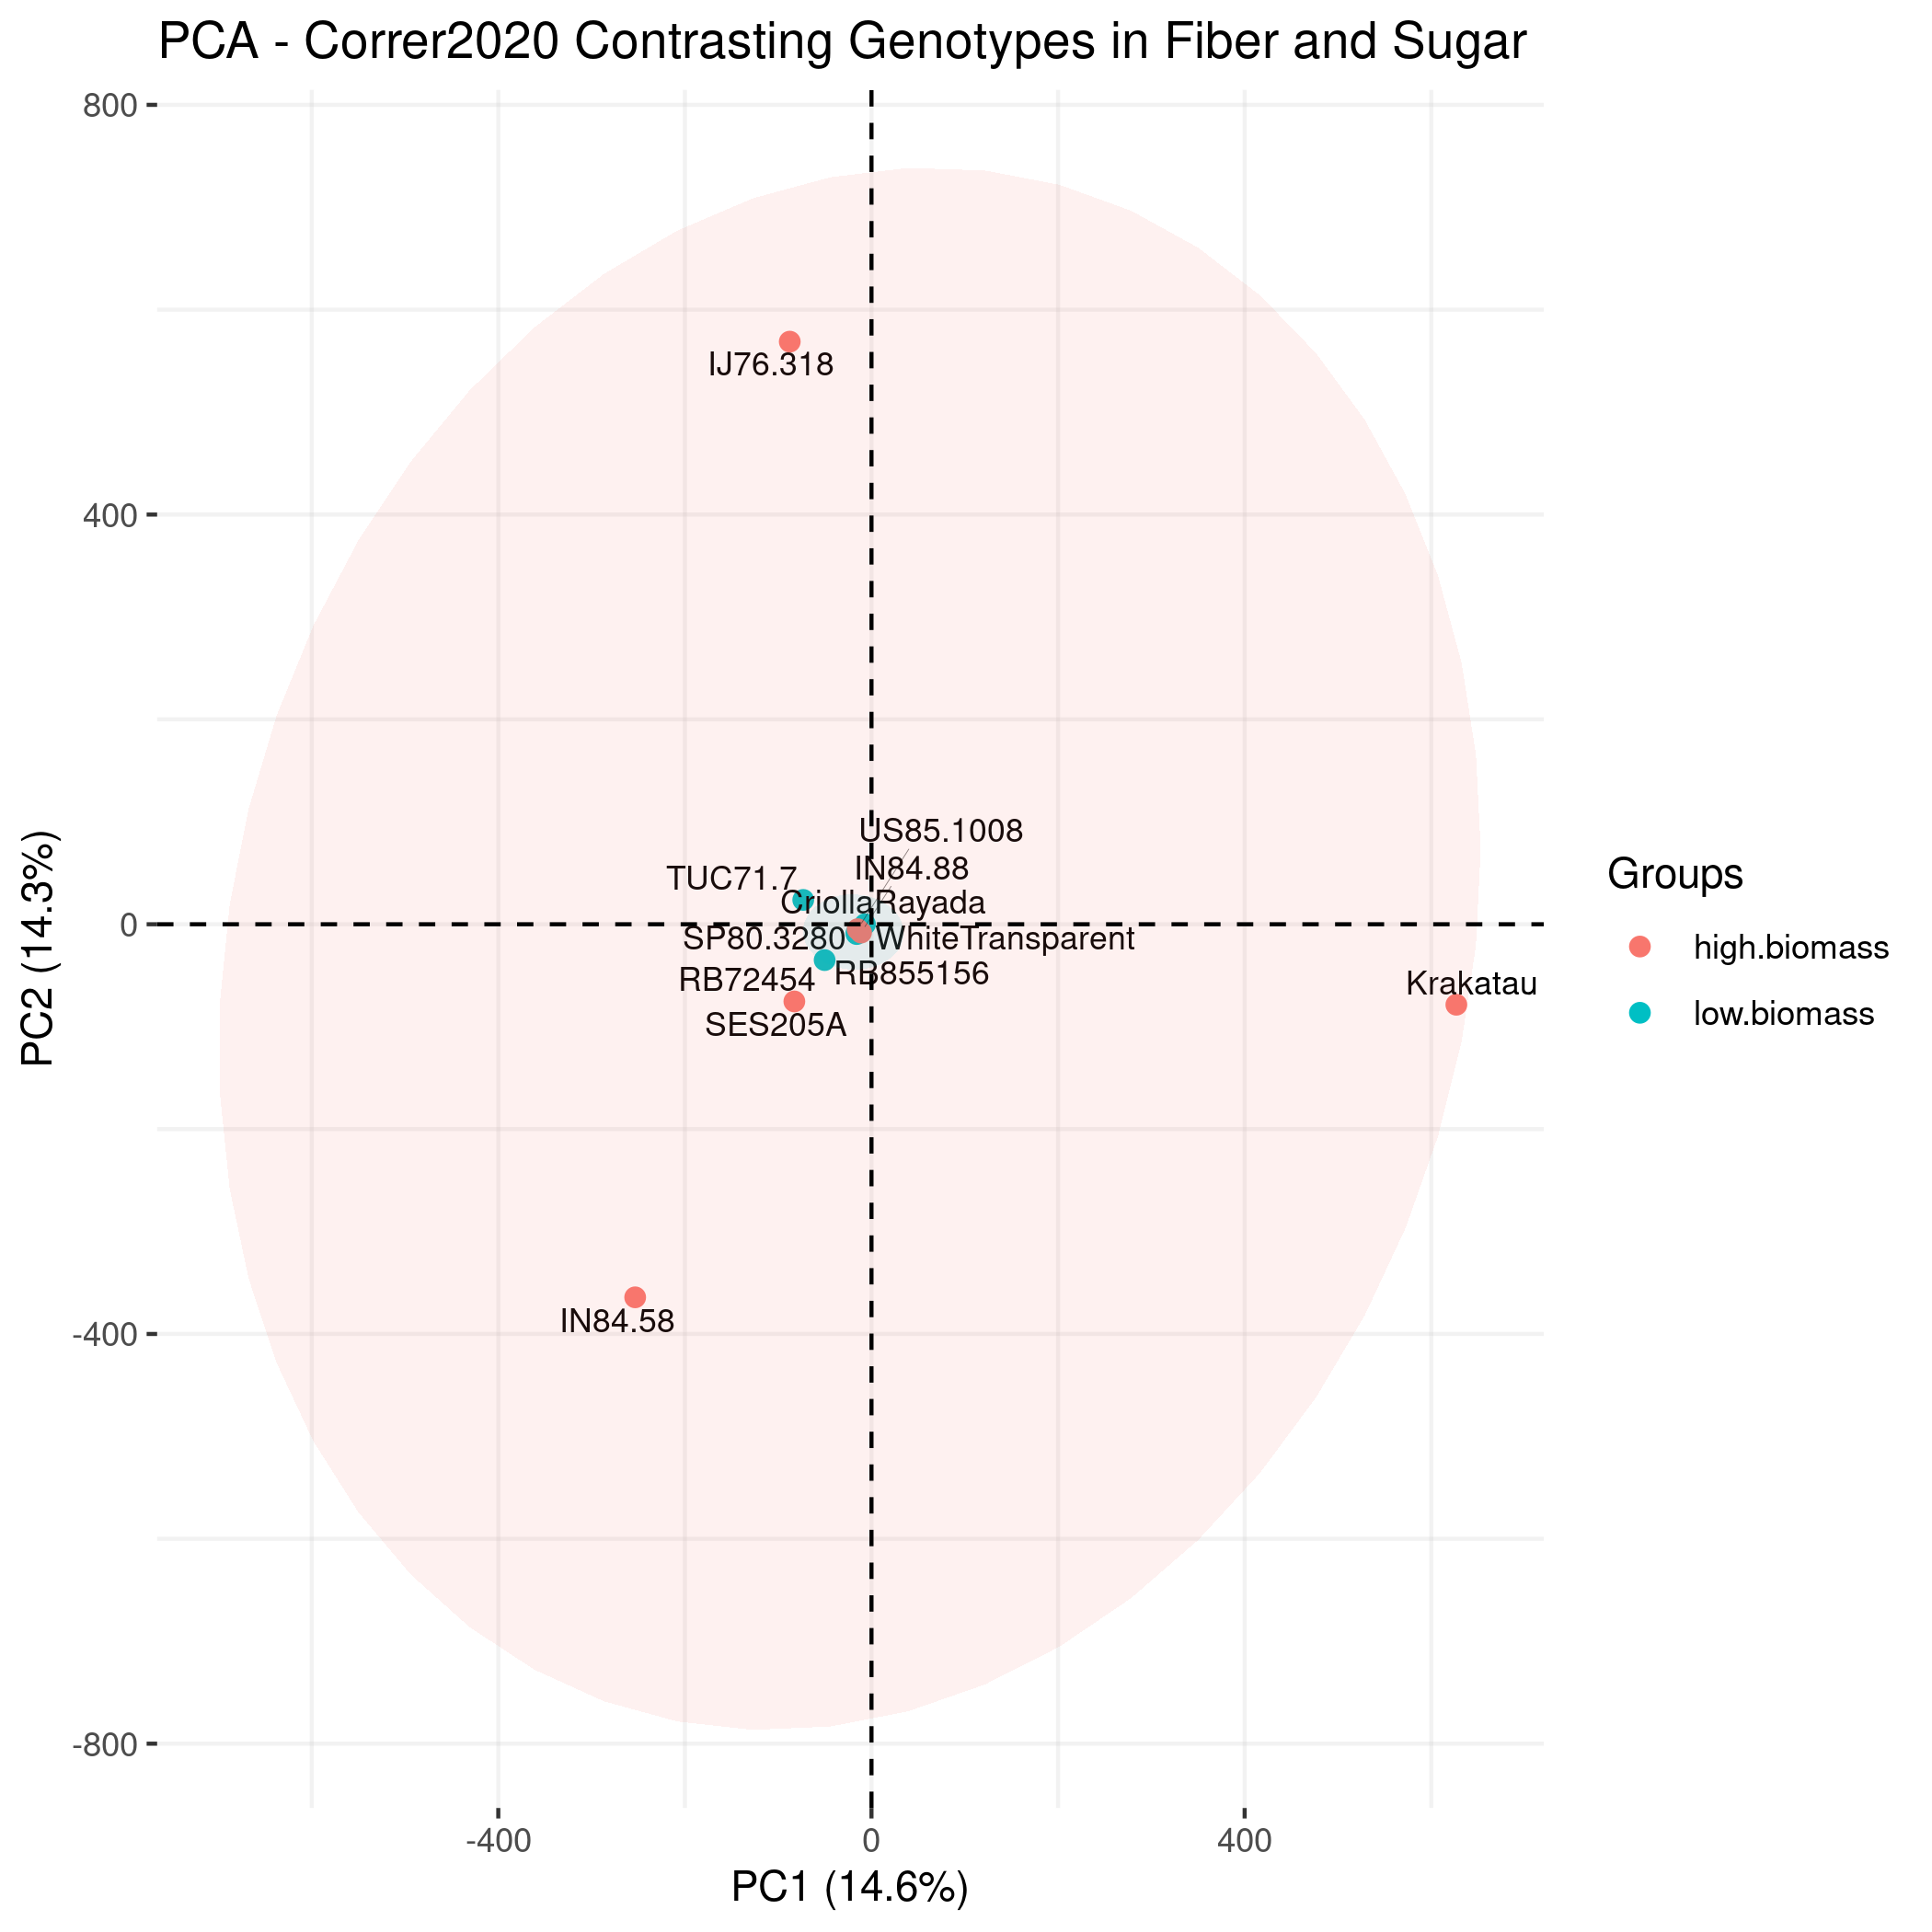 PCA - Correr2020 Contrasting Genotypes in Fiber and Sugar
PC2 (14.3%)
800
400
0
-400
-800
IJ76.318
US85.1008
IN84.88
TUC71.7
CriollaRayada
SP80.3280
WhiteTransparent
RB72454
RB855156
SES205A
Krakatau
IN84.58
-400
0
400
PC1 (14.6%)
Groups
high.biomass
low.biomass